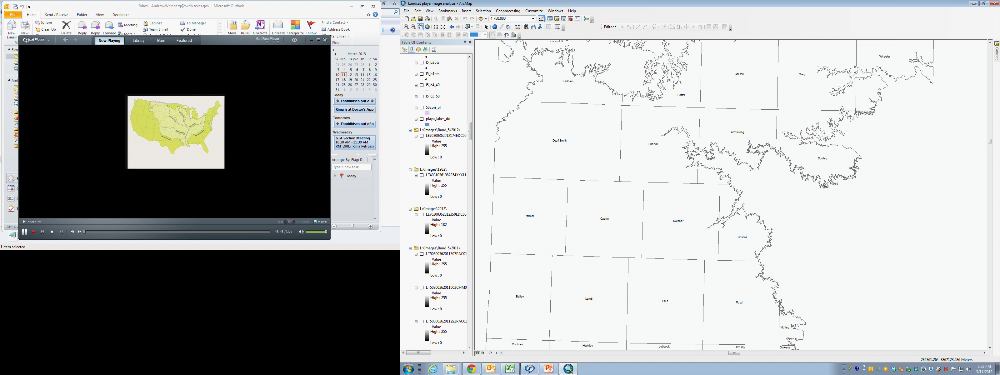 Inbox - Andrew.Weinberg@twdb.texas.gov - Microsoft Outlook
File Home Send / Receive Folder View Developer
Ignore
Clean Up
Delete
New E-mail
New
Reply
Reply
Forward
Meeting
More
Cabinet
Team E-mail
To Manager
Done
Move
Rules
OneNote
Unread/
Categorize
Follow
Find a Contact
Address Book
Find
RealPlayer
Now Playing Library Burn Featured
Get RealPlayer
board.rm
344 Kbps
Playlist
45:48 / Live
March 2013
Su Mo Tu We Th Fr Sa
24 25 26 27 28 1 2
3 4 5 6 7 8 9
10 11 12 13 14 15 16
17 18 19 20 21 22 23
24 25 26 27 28 29 30
31 1 2 3 4 5 6
Today
Thorkildsen out o
Rima is at Doctor's App
Tomorrow
Thorkildsen out of o
Wednesday
GTA Section Meeting
10:30 AM - 11:30 AM
RM_590D; Rima Petrossi
Arrange By: Flag: D...
Type a new task
Today
1 item selected
Landsat playa image analysis - ArcMap
File Edit View Bookmarks Insert Selection Geoprocessing Customize Windows Help
1:750,000
Editor
Table Of Contents
l5_b3pts
l5_b4pts
l5_b4_40
l5_b5_50
50con_pl
playa_lakes_dd
L:\Images\Band_5\2012\
LE70300362012174EDC00
Value
High : 255
Low : 0
L:\Images\1982\
LT40310361982354XXX11
Value
High : 255
Low : 0
L:\Images\2012\
LE70300362012350EDC00
Value
High : 182
Low : 0
L:\Images\Band_5\2011\
LT50300362011307PAC01
Value
High : 255
Low : 0
LT50300362011003CHM0
Value
High : 255
Low : 0
LT50300362011291PAC01
Value
High : 255
Low : 0
Catalog
Wheeler
Carson
Gray
Oldham
Potter
Armstrong
Deaf Smith
Randall
Donley
Parmer
Castro
Swisher
Briscoe
Bailey
Lamb
Hale
Floyd
Motley
Cochran
Hockley
Lubbock
Crosby
Dickens
286361.264 3867123.586 Meters
2:22 PM
3/11/2013